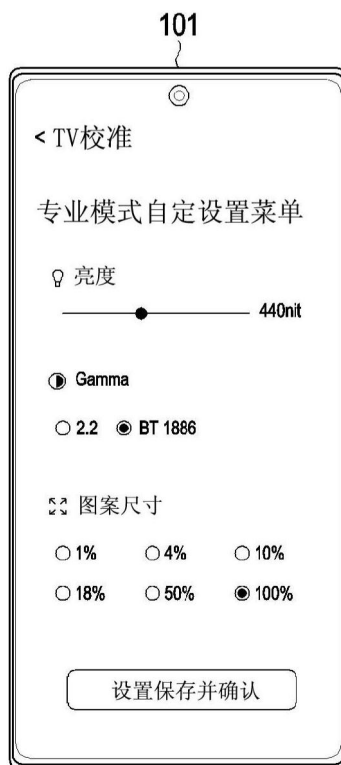 101
< TV校准
专业模式自定设置菜单
亮度
440nit
Gamma
2.2 BT 1886
图案尺寸
1% 4% 10%
18% 50% 100%
设置保存并确认